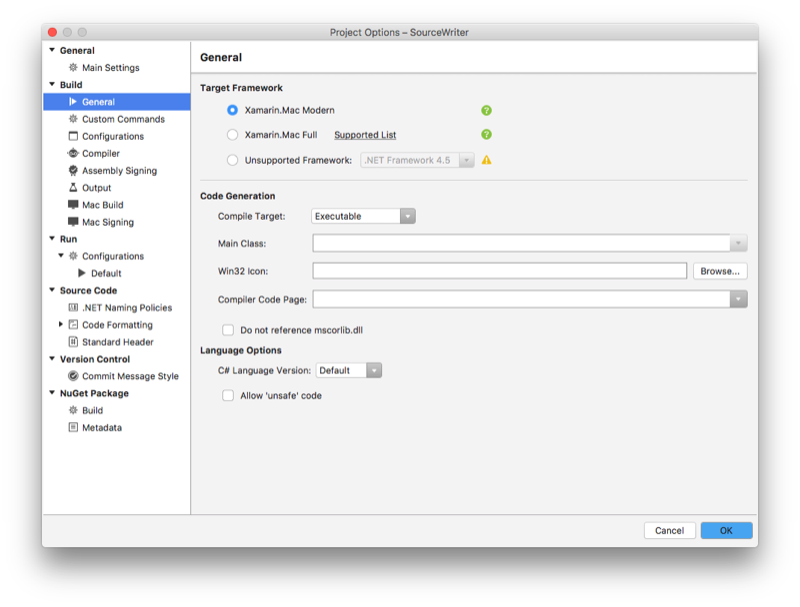 Project Options – SourceWriter
General
Main Settings
Build
General
Custom Commands
Configurations
Compiler
Assembly Signing
Output
Mac Build
Mac Signing
Run
Configurations
Default
Source Code
.NET Naming Policies
Code Formatting
Standard Header
Version Control
Commit Message Style
NuGet Package
Build
Metadata
General
Target Framework
Xamarin.Mac Modern
Xamarin.Mac Full Supported List
Unsupported Framework: .NET Framework 4.5
Code Generation
Compile Target: Executable
Main Class:
Win32 Icon: Browse...
Compiler Code Page:
Do not reference mscorlib.dll
Language Options
C# Language Version: Default
Allow 'unsafe' code
Cancel OK